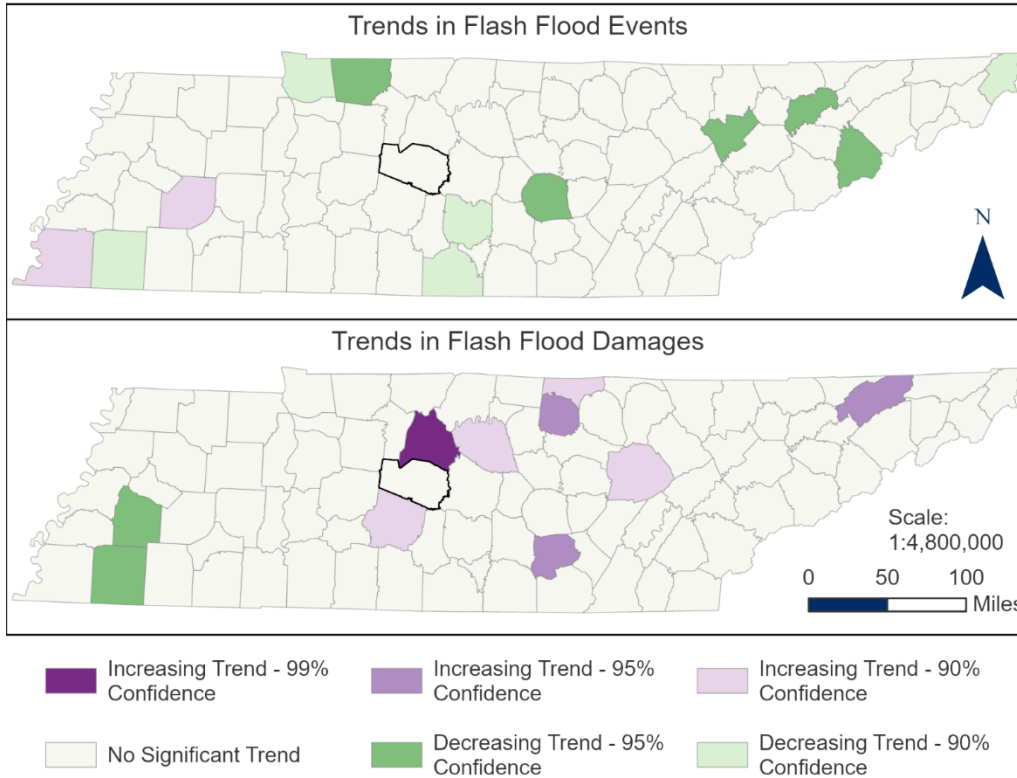 Trends in Flash Flood Events
N
Trends in Flash Flood Damages
Scale:
1:4,800,000
0 50 100
Miles
Increasing Trend - 99%
Confidence
Increasing Trend - 95%
Confidence
Increasing Trend - 90%
Confidence
No Significant Trend
Decreasing Trend - 95%
Confidence
Decreasing Trend - 90%
Confidence